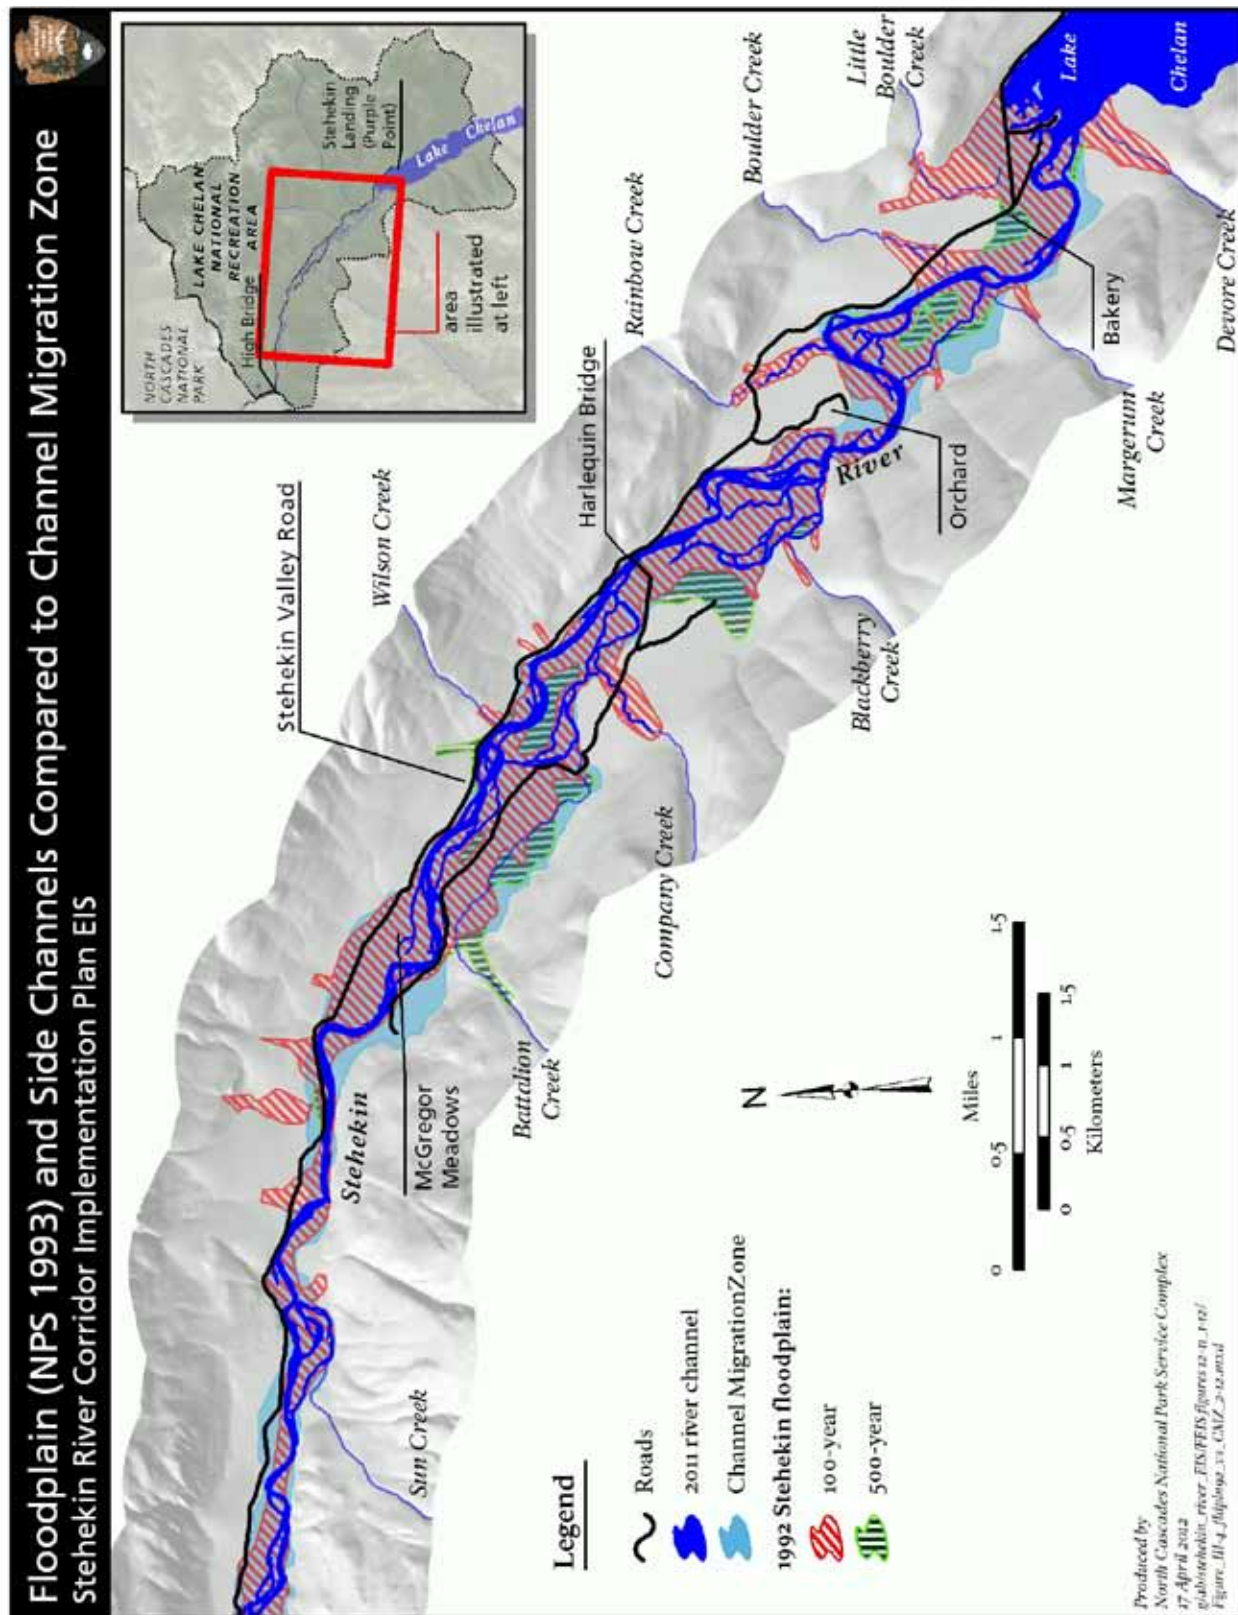 Floodplain (NPS 1993) and Side Channels Compared to Channel Migration Zone
Stehekin River Corridor Implementation Plan EIS
NORTH
CASCADES
NATIONAL
PARK
LAKE CHELAN
NATIONAL
RECREATION
AREA
High Bridge
Stehekin
Landing
(Purple
Point)
Lake Chelan
area
illustrated
at left
Stehekin Valley Road
Wilson Creek
Harlequin Bridge
Rainbow Creek
Boulder Creek
Little
Boulder
Creek
Lake
Chelan
Stehekin
River
McGregor
Meadows
Orchard
Bakery
Sun Creek
Battalion
Creek
Company Creek
Blackberry
Creek
Margerum
Creek
Devore Creek
Legend
Roads
2011 river channel
Channel MigrationZone
1992 Stehekin floodplain:
100-year
500-year
N
Miles
0 0.5 1 1.5
0 0.5 1 1.5
Kilometers
Produced by
North Cascades National Park Service Complex
17 April 2012